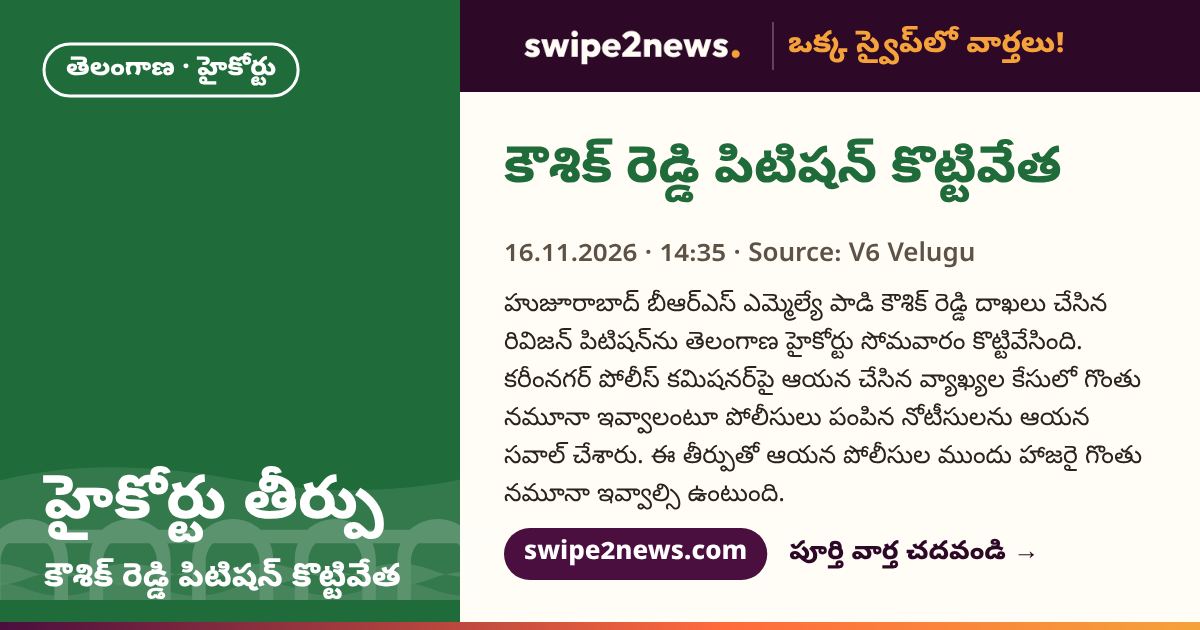 తెలంగాణ · హైకోర్టు
హైకోర్టు తీర్పు
కౌశిక్ రెడ్డి పిటిషన్ కొట్టివేత
swipe2news.
ఒక్క స్వైప్‌లో వార్తలు!
కౌశిక్ రెడ్డి పిటిషన్ కొట్టివేత
16.11.2026 · 14:35 · Source: V6 Velugu
హుజూరాబాద్ బీఆర్ఎస్ ఎమ్మెల్యే పాడి కౌశిక్ రెడ్డి దాఖలు చేసిన
రివిజన్ పిటిషన్‌ను తెలంగాణ హైకోర్టు సోమవారం కొట్టివేసింది.
కరీంనగర్ పోలీస్ కమిషనర్‌పై ఆయన చేసిన వ్యాఖ్యల కేసులో గొంతు
నమూనా ఇవ్వాలంటూ పోలీసులు పంపిన నోటీసులను ఆయన
సవాల్ చేశారు. ఈ తీర్పుతో ఆయన పోలీసుల ముందు హాజరై గొంతు
నమూనా ఇవ్వాల్సి ఉంటుంది.
swipe2news.com
పూర్తి వార్త చదవండి →